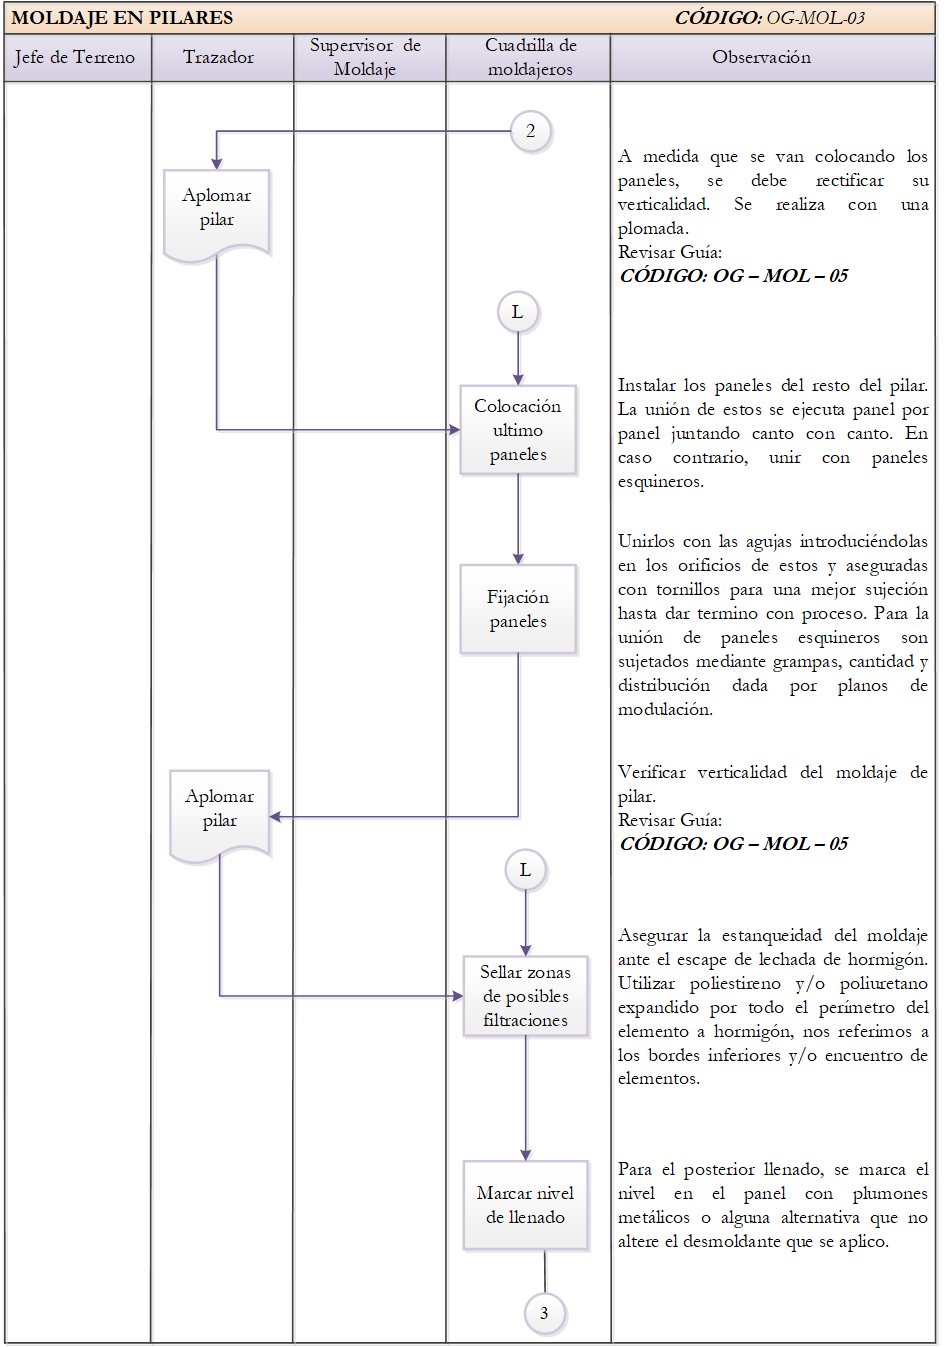 MOLDAJE EN PILARES CÓDIGO: OG-MOL-03
Jefe de Terreno
Trazador
Supervisor de
Moldaje
Cuadrilla de
moldajeros
Observación
2
Aplomar
pilar
A medida que se van colocando los
paneles, se debe rectificar su
verticalidad. Se realiza con una
plomada.
Revisar Guía:
CÓDIGO: OG – MOL – 05
L
Colocación
ultimo
paneles
Instalar los paneles del resto del pilar.
La unión de estos se ejecuta panel por
panel juntando canto con canto. En
caso contrario, unir con paneles
esquineros.
Fijación
paneles
Unirlos con las agujas introduciéndolas
en los orificios de estos y aseguradas
con tornillos para una mejor sujeción
hasta dar termino con proceso. Para la
unión de paneles esquineros son
sujetados mediante grampas, cantidad y
distribución dada por planos de
modulación.
Aplomar
pilar
Verificar verticalidad del moldaje de
pilar.
Revisar Guía:
CÓDIGO: OG – MOL – 05
L
Sellar zonas
de posibles
filtraciones
Asegurar la estanqueidad del moldaje
ante el escape de lechada de hormigón.
Utilizar poliestireno y/o poliuretano
expandido por todo el perímetro del
elemento a hormigón, nos referimos a
los bordes inferiores y/o encuentro de
elementos.
Marcar nivel
de llenado
Para el posterior llenado, se marca el
nivel en el panel con plumones
metálicos o alguna alternativa que no
altere el desmoldante que se aplico.
3